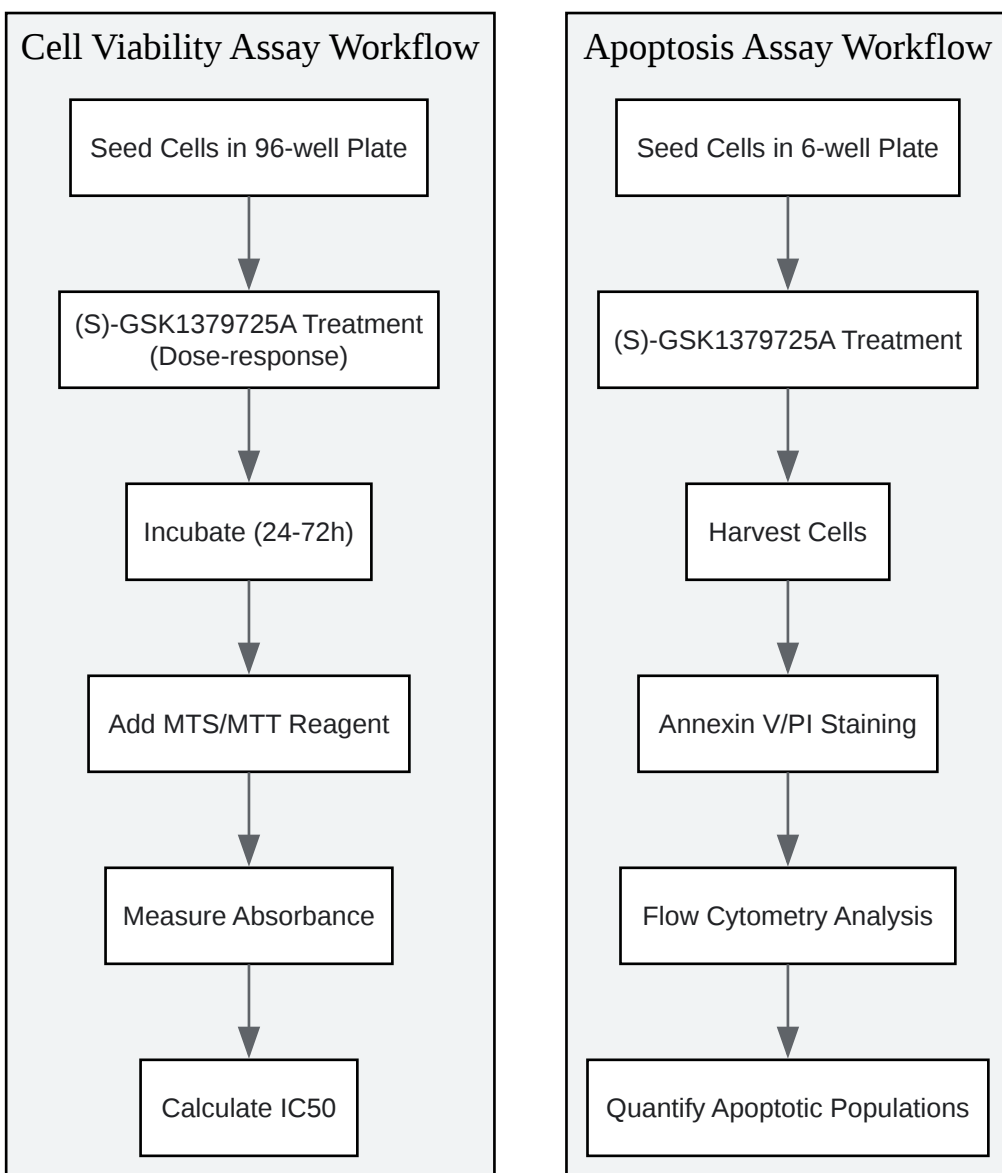 Cell Viability Assay Workflow
Seed Cells in 96-well Plate
(S)-GSK1379725A Treatment
(Dose-response)
Incubate (24-72h)
Add MTS/MTT Reagent
Measure Absorbance
Calculate IC50
Apoptosis Assay Workflow
Seed Cells in 6-well Plate
(S)-GSK1379725A Treatment
Harvest Cells
Annexin V/PI Staining
Flow Cytometry Analysis
Quantify Apoptotic Populations